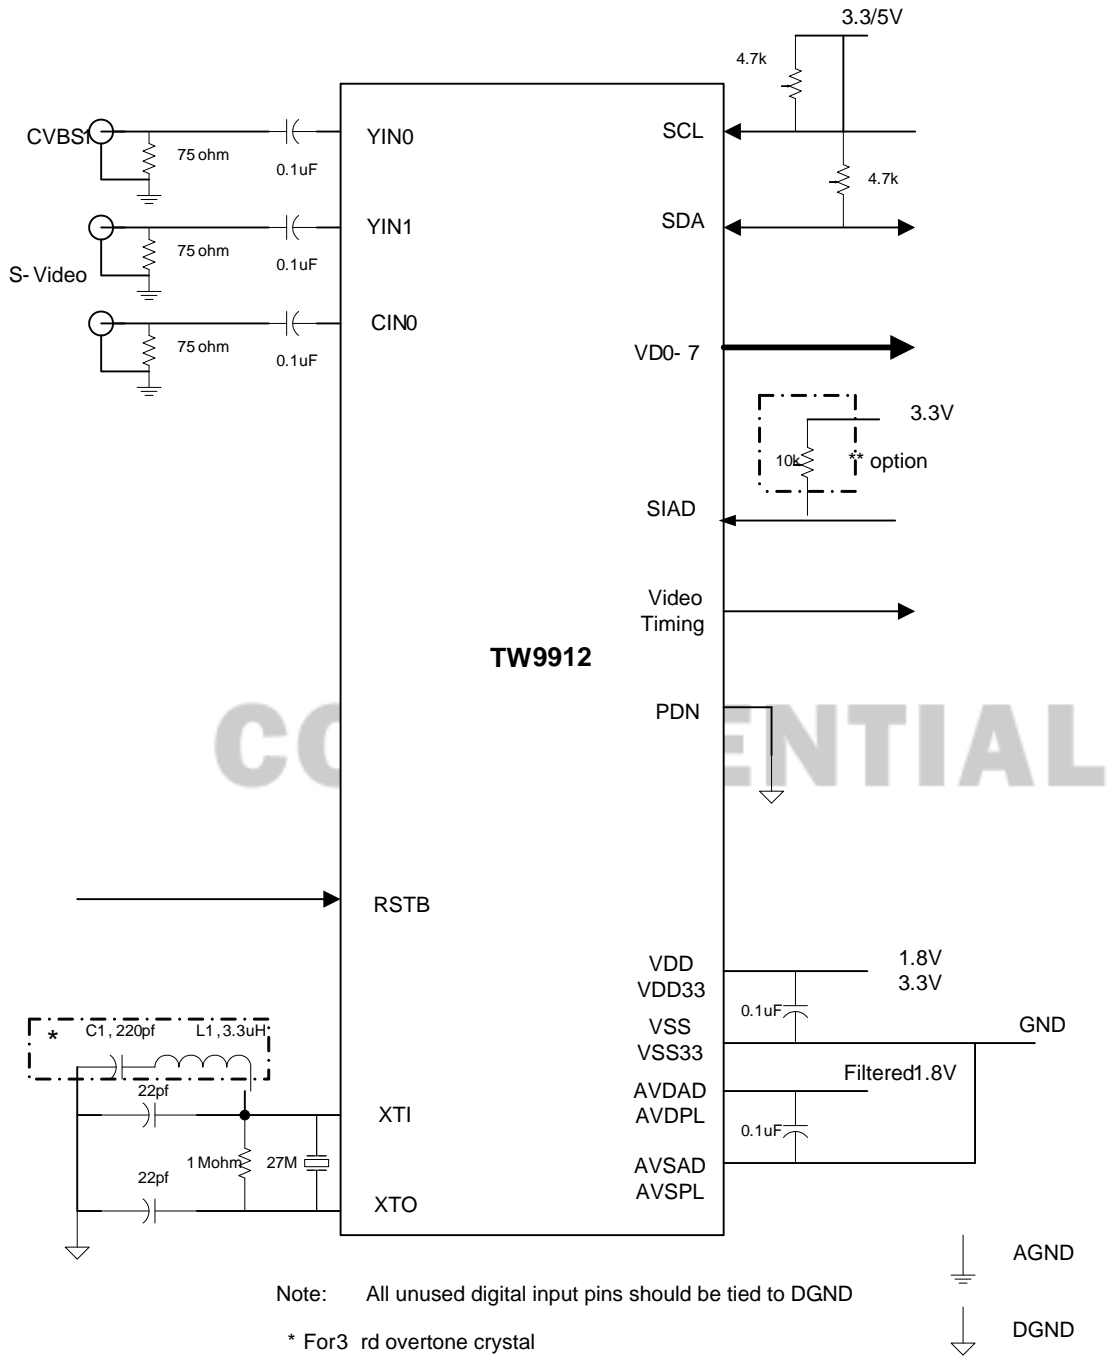 3.3/5V
4.7k
CVBS1
75 ohm
0.1uF
YIN0
SCL
4.7k
S- Video
75 ohm
0.1uF
YIN1
SDA
75 ohm
0.1uF
CIN0
VD0- 7
3.3V
10k
** option
SIAD
Video
Timing
TW9912
PDN
CO ENTIAL
RSTB
VDD
VDD33
1.8V
3.3V
0.1uF
VSS
VSS33
GND
* C1, 220pf L1, 3.3uH
22pf
XTI
Filtered1.8V
AVDAD
AVDPL
0.1uF
1 Mohm
27M
22pf
XTO
AVSAD
AVSPL
AGND
Note: All unused digital input pins should be tied to DGND
DGND
* For3 rd overtone crystal